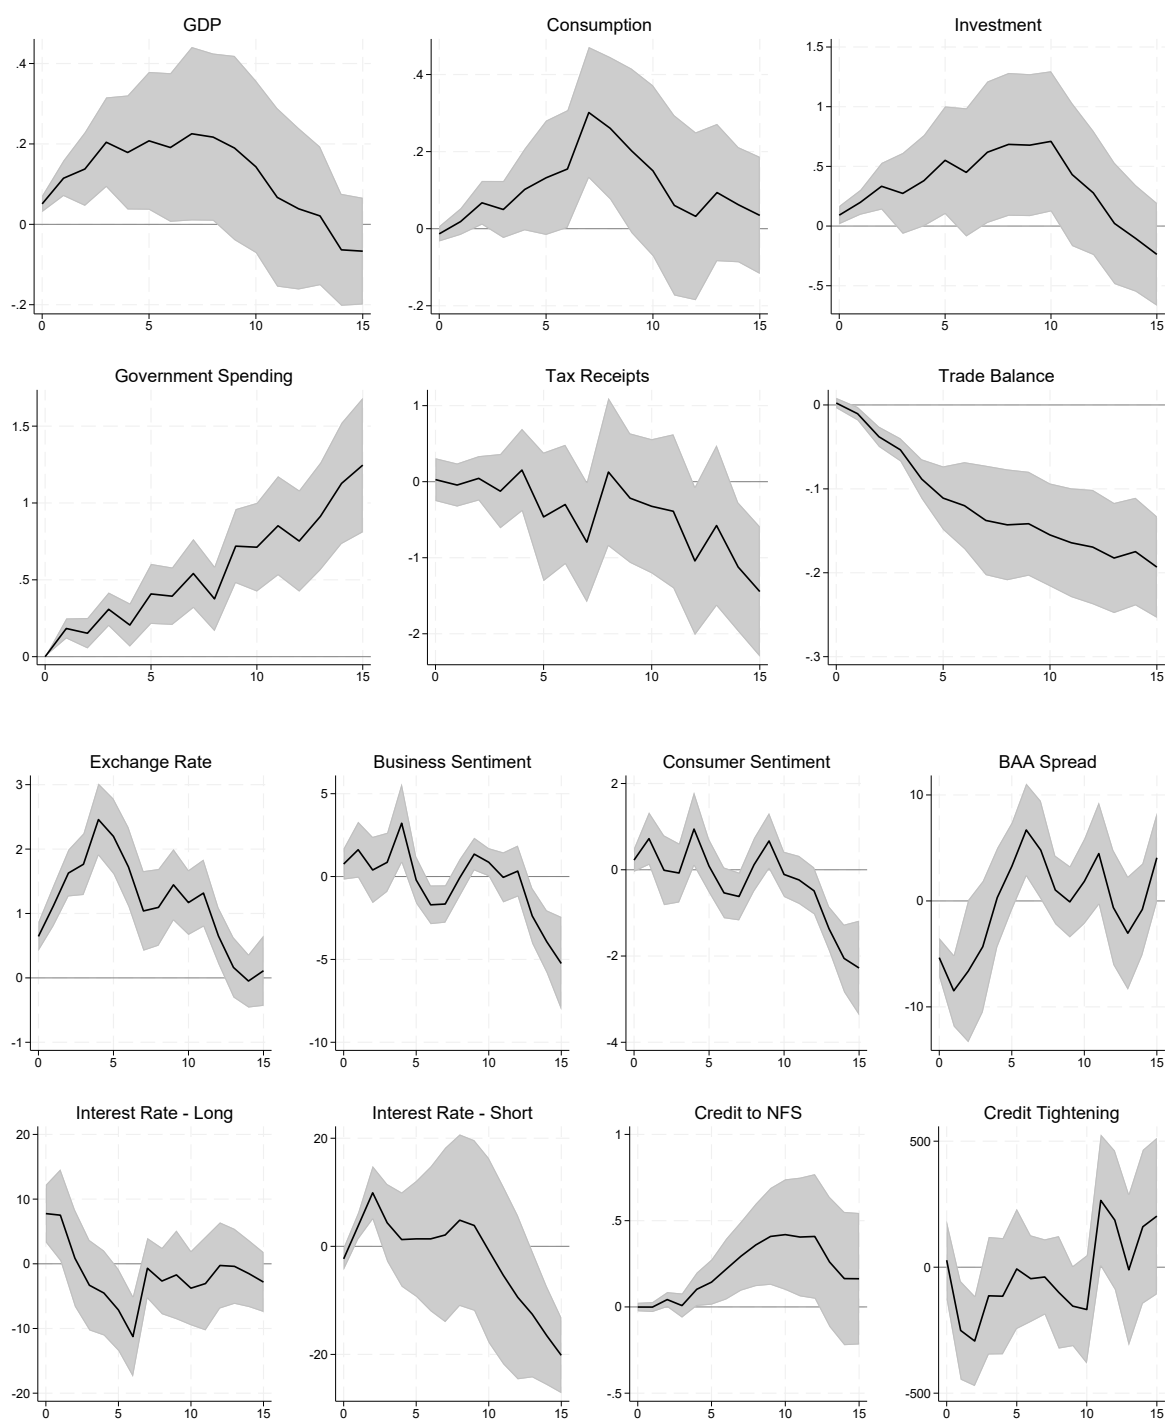 GDP Consumption Investment
.4 .4 1.5
.2 .2 1
0 0 .5
-.2 -.2 0
-.5
0 5 10 15 0 5 10 15 0 5 10 15
Government Spending Tax Receipts Trade Balance
1.5 1 0
1 0 -.1
.5 -1 -.2
0 -2 -.3
0 5 10 15 0 5 10 15 0 5 10 15
Exchange Rate Business Sentiment Consumer Sentiment BAA Spread
3 5 2 10
2 0 0 0
1 -5 -2 -10
0 -10 -4
-1
0 5 10 15 0 5 10 15 0 5 10 15 0 5 10 15
Interest Rate - Long Interest Rate - Short Credit to NFS Credit Tightening
20 20 1 500
10 0 .5 0
0 -20 0 -500
-10 -.5
-20
0 5 10 15 0 5 10 15 0 5 10 15 0 5 10 15